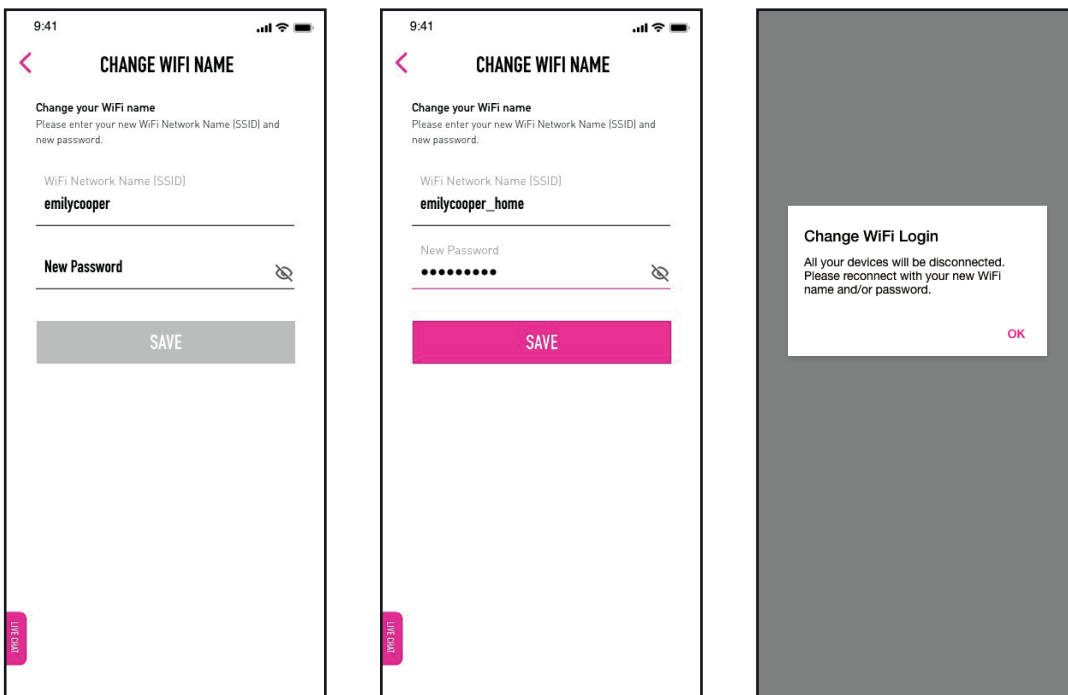 9:41
CHANGE WIFI NAME
Change your WiFi name
Please enter your new WiFi Network Name (SSID) and
new password.
WiFi Network Name (SSID)
emilycooper
New Password
SAVE
LIVE CHAT
9:41
CHANGE WIFI NAME
Change your WiFi name
Please enter your new WiFi Network Name (SSID) and
new password.
WiFi Network Name (SSID)
emilycooper_home
New Password
•••••••••
SAVE
LIVE CHAT
Change WiFi Login
All your devices will be disconnected.
Please reconnect with your new WiFi
name and/or password.
OK